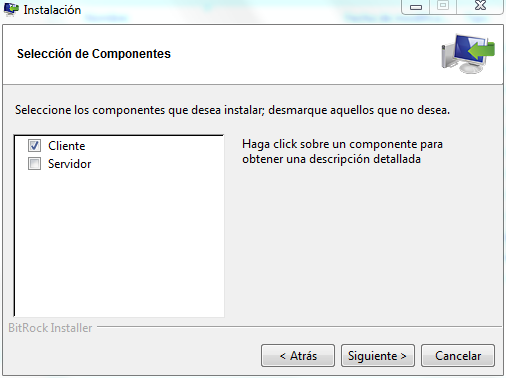 Instalación
Selección de Componentes
Seleccione los componentes que desea instalar; desmarque aquellos que no desea.
Cliente
Servidor
Haga click sobre un componente para
obtener una descripción detallada
BitRock Installer
< Atrás
Siguiente >
Cancelar